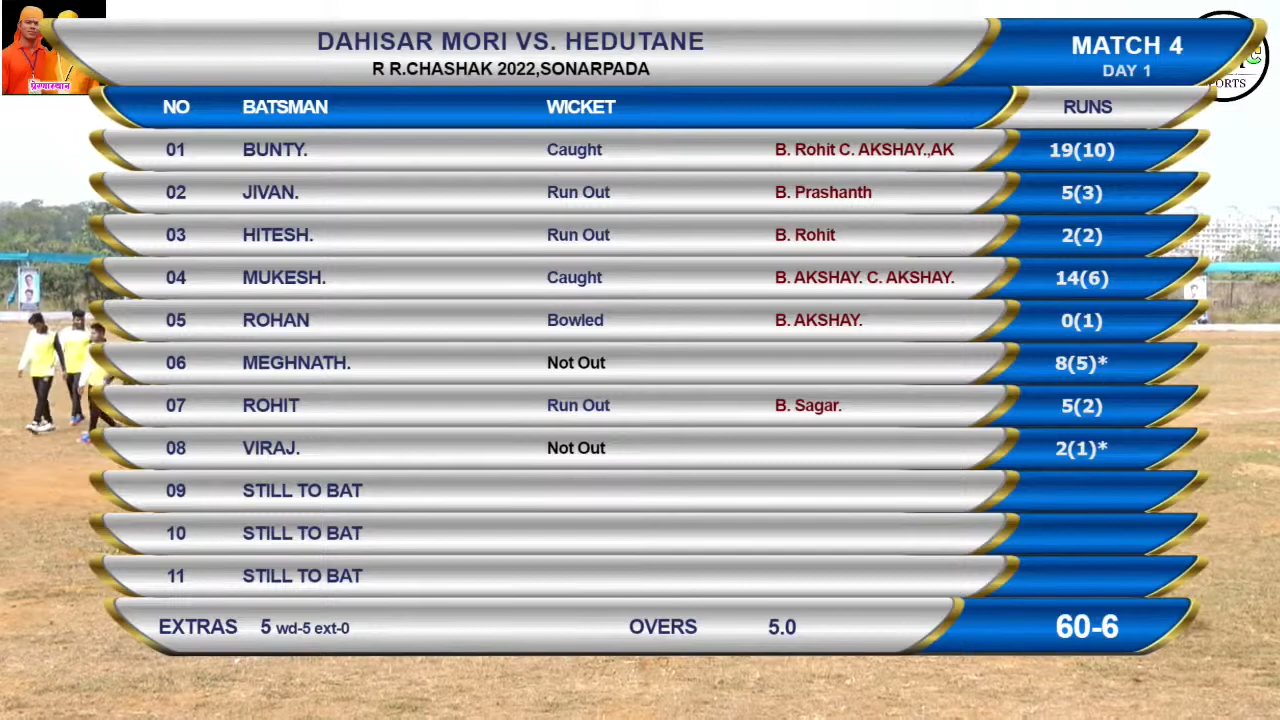 DAHISAR MORI VS. HEDUTANE
R R.CHASHAK 2022,SONARPADA
MATCH 4
DAY 1
प्रेरणास्थान
PORTS
NO BATSMAN WICKET RUNS
01 BUNTY. Caught B. Rohit C. AKSHAY.,AK 19(10)
02 JIVAN. Run Out B. Prashanth 5(3)
03 HITESH. Run Out B. Rohit 2(2)
04 MUKESH. Caught B. AKSHAY. C. AKSHAY. 14(6)
05 ROHAN Bowled B. AKSHAY. 0(1)
06 MEGHNATH. Not Out 8(5)*
07 ROHIT Run Out B. Sagar. 5(2)
08 VIRAJ. Not Out 2(1)*
09 STILL TO BAT
10 STILL TO BAT
11 STILL TO BAT
EXTRAS 5 wd-5 ext-0 OVERS 5.0 60-6